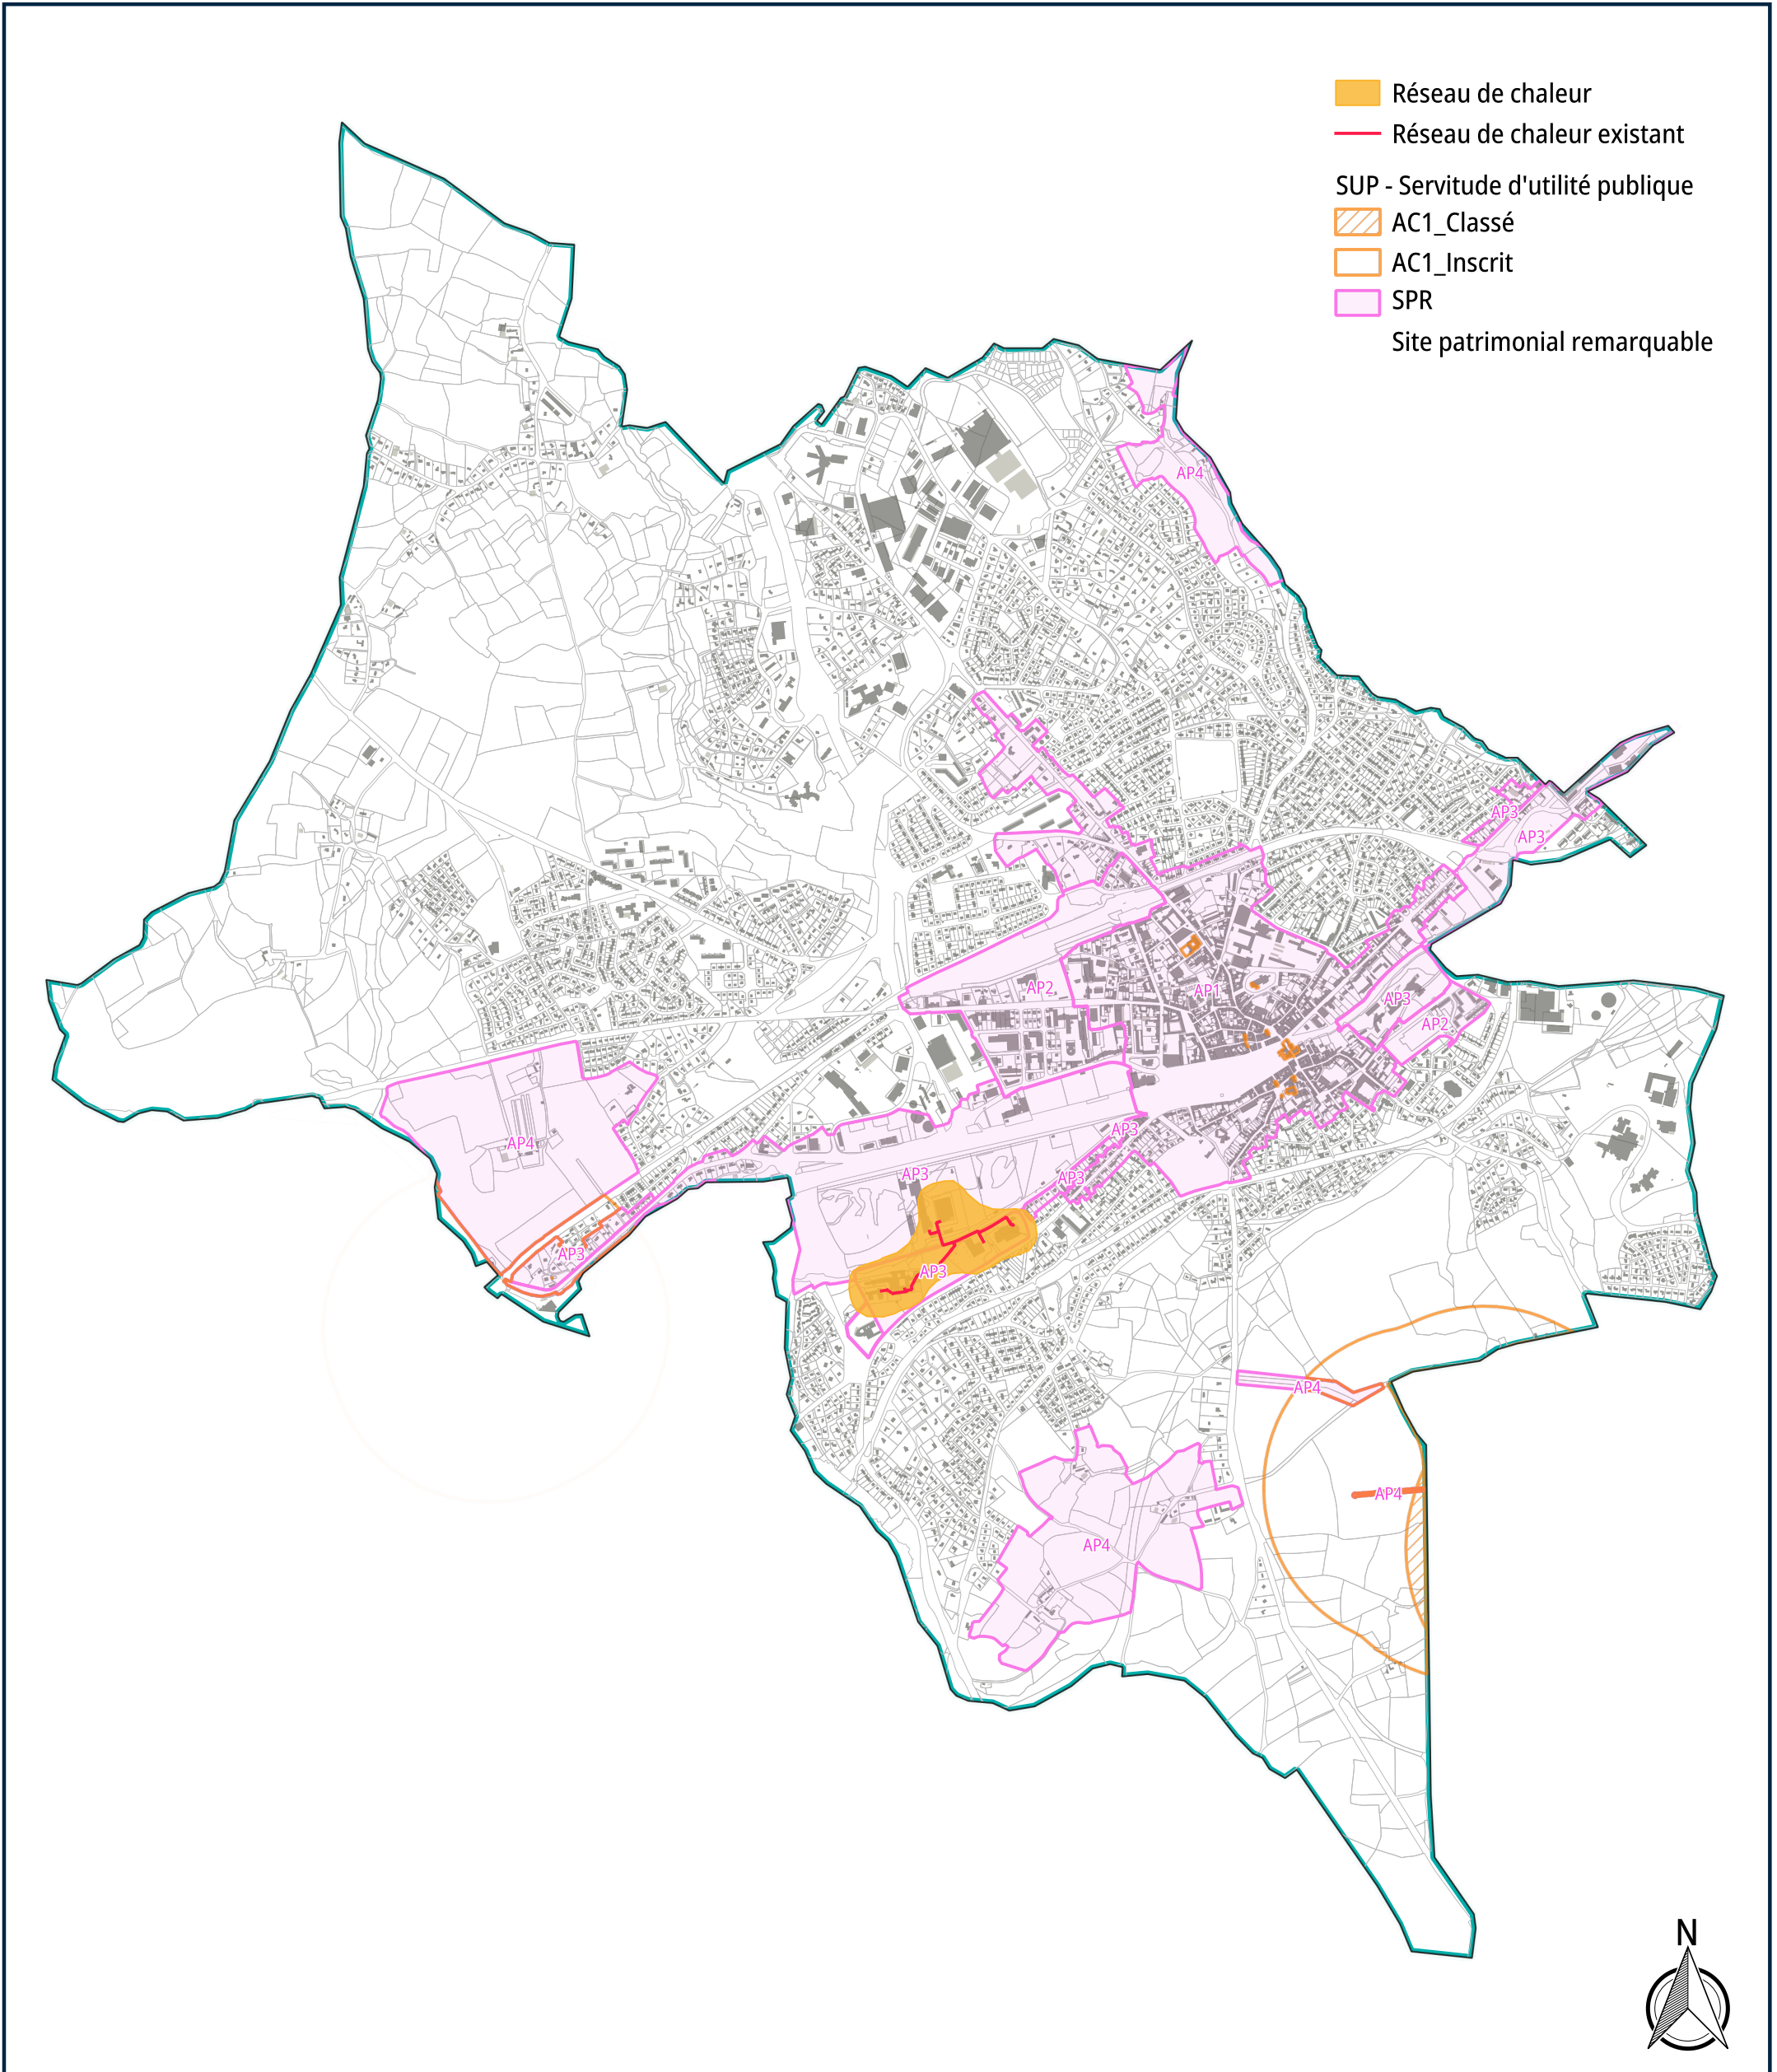 Réseau de chaleur
Réseau de chaleur existant
SUP - Servitude d'utilité publique
AC1_Classé
AC1_Inscrit
SPR
Site patrimonial remarquable
AP4
AP3
AP3
AP2
AP1
AP3
AP2
AP4
AP3
AP3
AP3
AP3
AP3
AP4
AP4
AP4
N